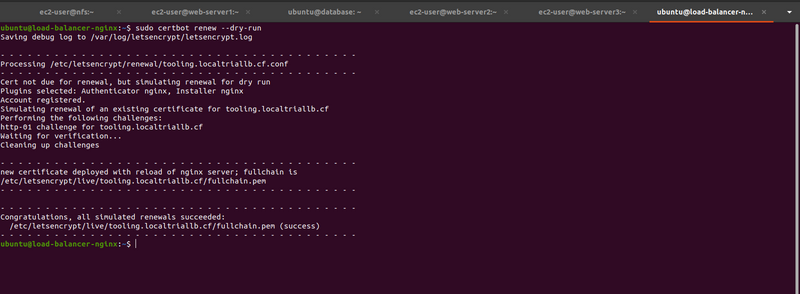 ec2-user@nfs:~ × ec2-user@web-server1:~ × ubuntu@database: ~ × ec2-user@web-server2:~ × ec2-user@web-server3:~ × ubuntu@load-balancer-n... ×
ubuntu@load-balancer-nginx:~$ sudo certbot renew --dry-run
Saving debug log to /var/log/letsencrypt/letsencrypt.log
- - - - - - - - - - - - - - - - - - - - - - - - - - - - - - - - - - - - - - - -
Processing /etc/letsencrypt/renewal/tooling.localtriallb.cf.conf
- - - - - - - - - - - - - - - - - - - - - - - - - - - - - - - - - - - - - - - -
Cert not due for renewal, but simulating renewal for dry run
Plugins selected: Authenticator nginx, Installer nginx
Account registered.
Simulating renewal of an existing certificate for tooling.localtriallb.cf
Performing the following challenges:
http-01 challenge for tooling.localtriallb.cf
Waiting for verification...
Cleaning up challenges
- - - - - - - - - - - - - - - - - - - - - - - - - - - - - - - - - - - - - - - -
new certificate deployed with reload of nginx server; fullchain is
/etc/letsencrypt/live/tooling.localtriallb.cf/fullchain.pem
- - - - - - - - - - - - - - - - - - - - - - - - - - - - - - - - - - - - - - - -
- - - - - - - - - - - - - - - - - - - - - - - - - - - - - - - - - - - - - - - -
Congratulations, all simulated renewals succeeded:
/etc/letsencrypt/live/tooling.localtriallb.cf/fullchain.pem (success)
- - - - - - - - - - - - - - - - - - - - - - - - - - - - - - - - - - - - - - - -
ubuntu@load-balancer-nginx:~$